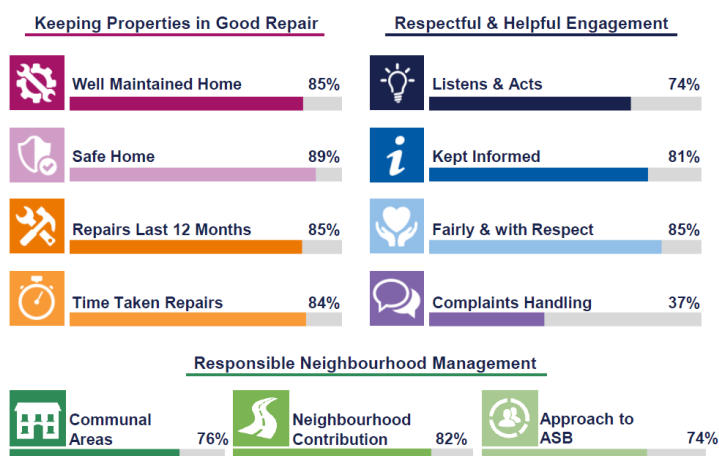 Keeping Properties in Good Repair
Well Maintained Home 85%
Safe Home 89%
Repairs Last 12 Months 85%
Time Taken Repairs 84%
Respectful & Helpful Engagement
Listens & Acts 74%
Kept Informed 81%
Fairly & with Respect 85%
Complaints Handling 37%
Responsible Neighbourhood Management
Communal
Areas 76%
Neighbourhood
Contribution 82%
Approach to
ASB 74%